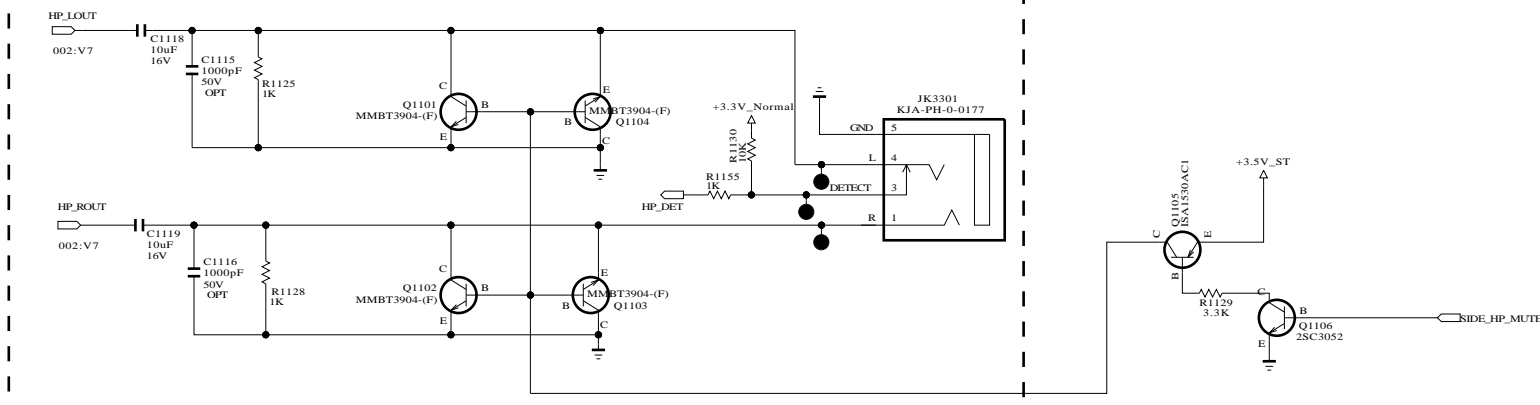 HP_LOUT
002:V7
C1118
10uF
16V
C1115
1000pF
50V
OPT
R1125
1K
C
Q1101
MMBT3904-(F)
B
E
E
MMBT3904-(F)
B
Q1104
C
+3.3V_Normal
R1130
10K
R1155
1K
HP_DET
JK3301
KJA-PH-0-0177
GND
5
L
4
DETECT
3
R
1
HP_ROUT
002:V7
C1119
10uF
16V
C1116
1000pF
50V
OPT
R1128
1K
C
Q1102
MMBT3904-(F)
B
E
E
MMBT3904-(F)
B
Q1103
C
Q1105
ISA1530AC1
C
E
B
+3.5V_ST
R1129
3.3K
C
B
Q1106
2SC3052
E
SIDE_HP_MUTE